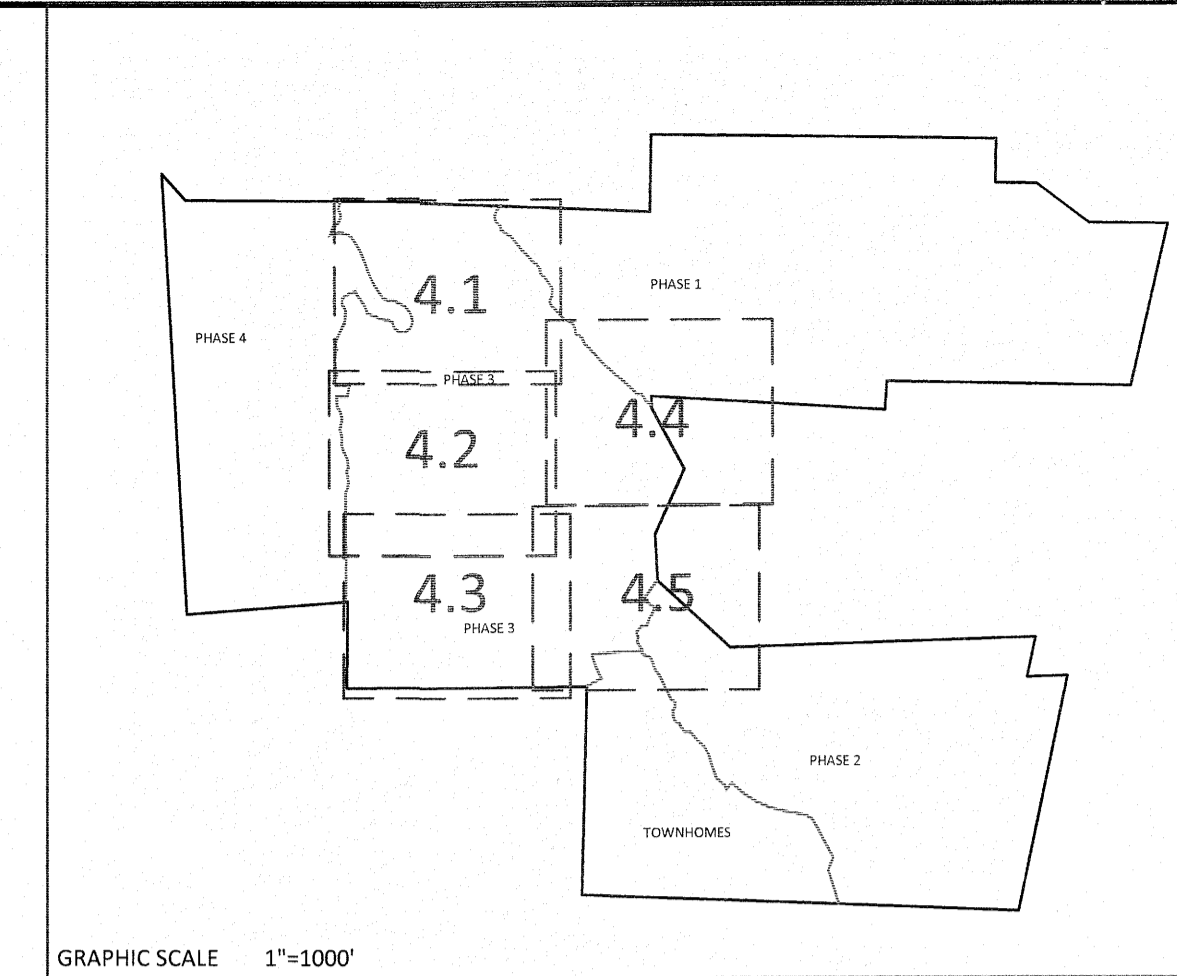 PHASE 1
4.1
PHASE 4
PHASE 3
4.4
4.2
4.3
4.5
PHASE 3
PHASE 2
TOWNHOMES
GRAPHIC SCALE 1"=1000'